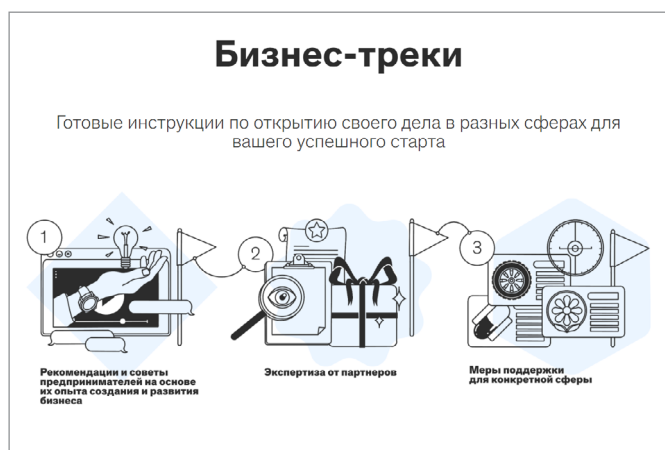 Бизнес-треки
Готовые инструкции по открытию своего дела в разных сферах для
вашего успешного старта
1
2
3
Рекомендации и советы
предпринимателей на основе
их опыта создания и развития
бизнеса
Экспертиза от партнеров
Меры поддержки
для конкретной сферы